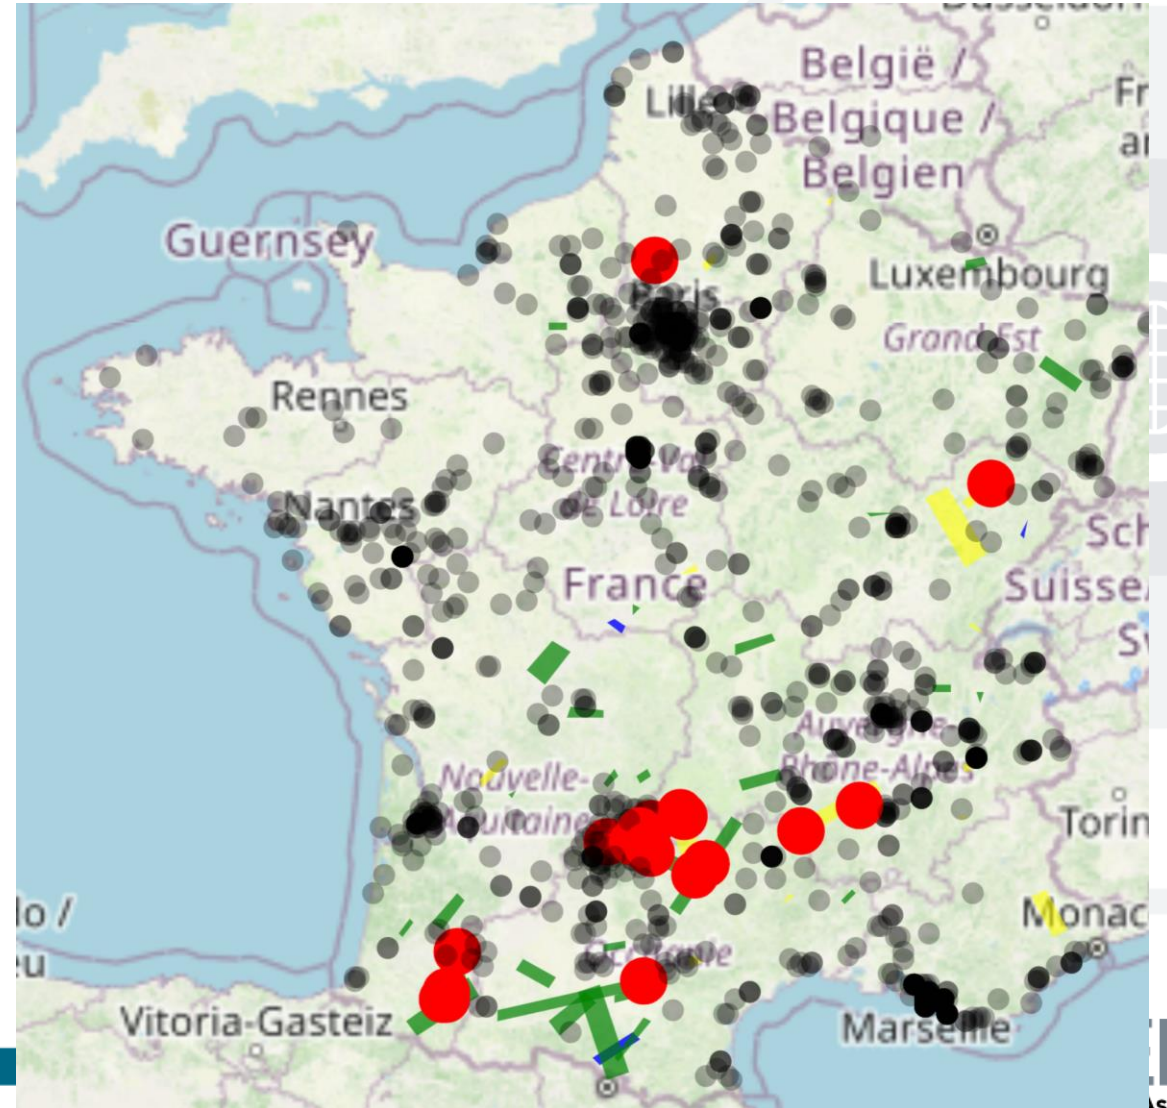 Lille
België /
Belgique /
Belgien
Guernsey
Luxembourg
Paris
Grand Est
Rennes
Centre-Val
de Loire
Nantes
France
Suisse/
Auvergne-
Rhône-Alpes
Nouvelle-
Aquitaine
Torin
Monac
Occitanie
Vitoria-Gasteiz
Marseille